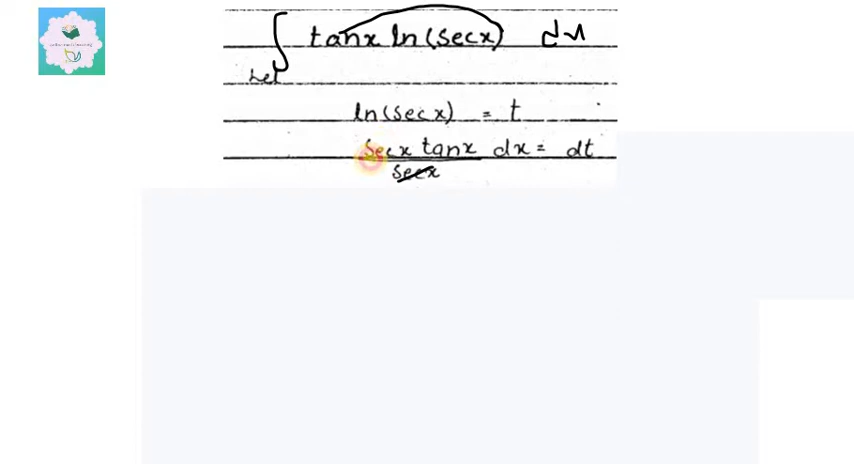 ∫ tanx ln(secx) dx
Let
ln(secx) = t
secx tanx dx = dt
secx